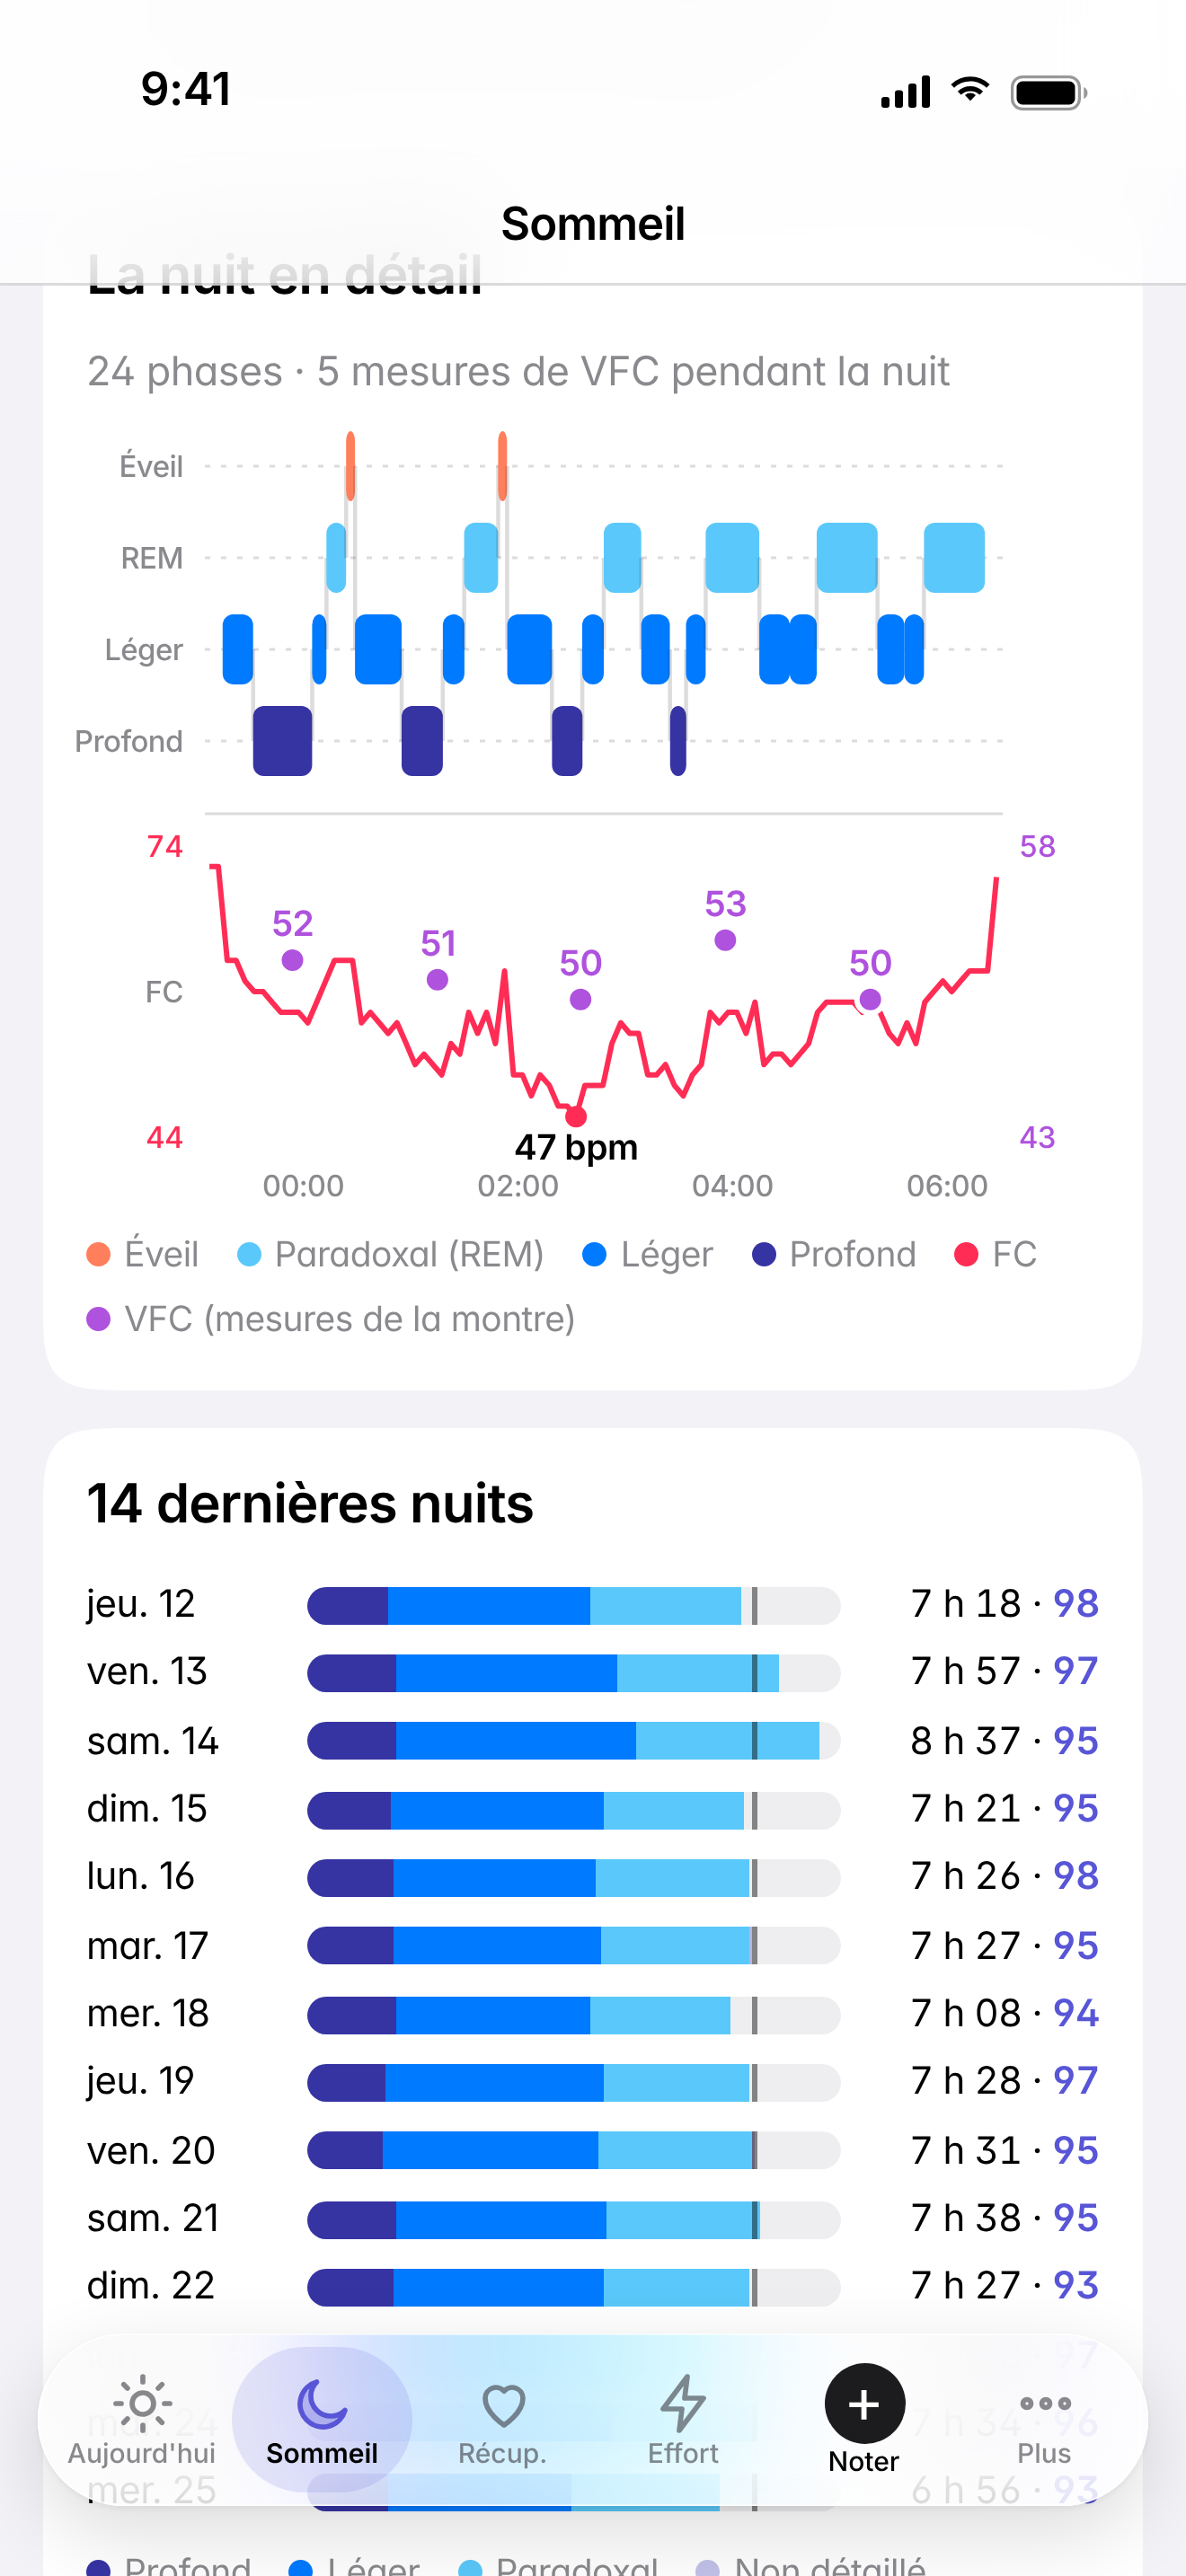 9:41
Sommeil
La nuit en détail
24 phases · 5 mesures de VFC pendant la nuit
Éveil
REM
Léger
Profond
74
58
52
51
50
53
50
FC
44
43
47 bpm
00:00 02:00 04:00 06:00
Éveil Paradoxal (REM) Léger Profond FC
VFC (mesures de la montre)
14 dernières nuits
jeu. 12 7 h 18 · 98
ven. 13 7 h 57 · 97
sam. 14 8 h 37 · 95
dim. 15 7 h 21 · 95
lun. 16 7 h 26 · 98
mar. 17 7 h 27 · 95
mer. 18 7 h 08 · 94
jeu. 19 7 h 28 · 97
ven. 20 7 h 31 · 95
sam. 21 7 h 38 · 95
dim. 22 7 h 27 · 93
97
mar. 24 7 h 34 · 96
Aujourd'hui Sommeil Récup. Effort Noter Plus
mer. 25 6 h 56 · 93
Profond Léger Paradoxal Non détaillé